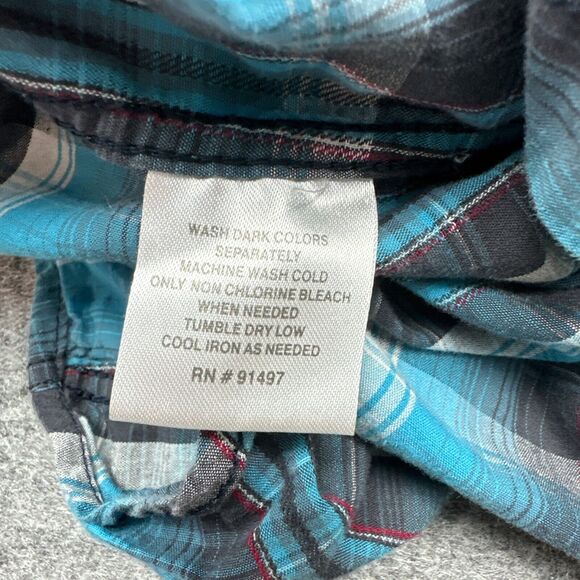 WASH DARK COLORS
SEPARATELY
MACHINE WASH COLD
ONLY NON CHLORINE BLEACH
WHEN NEEDED
TUMBLE DRY LOW
COOL IRON AS NEEDED
RN # 91497